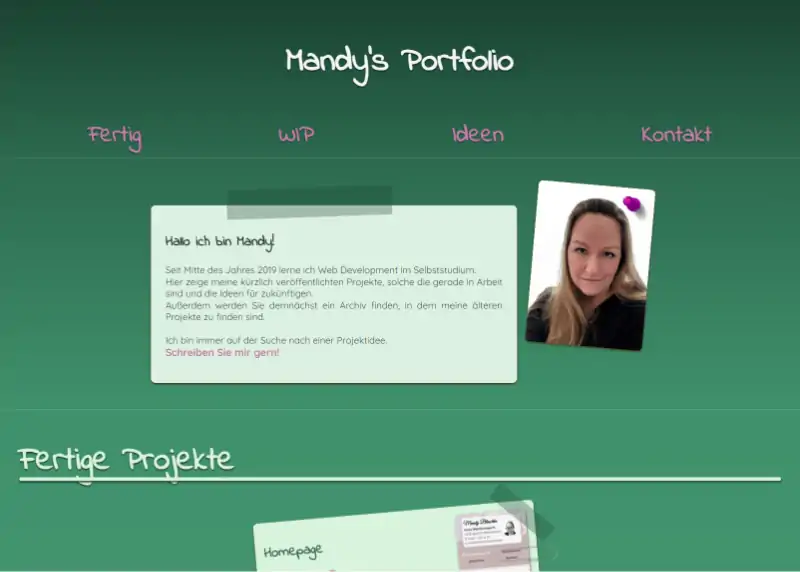 Mandy's Portfolio
Fertig
WIP
Ideen
Kontakt
Hallo ich bin Mandy!
Seit Mitte des Jahres 2019 lerne ich Web Development im Selbststudium.
Hier zeige meine kürzlich veröffentlichten Projekte, solche die gerade in Arbeit
sind und die Ideen für zukünftigen.
Außerdem werden Sie demnächst ein Archiv finden, in dem meine älteren
Projekte zu finden sind.
Ich bin immer auf der Suche nach einer Projektidee.
Schreiben Sie mir gern!
Fertige Projekte
Homepage